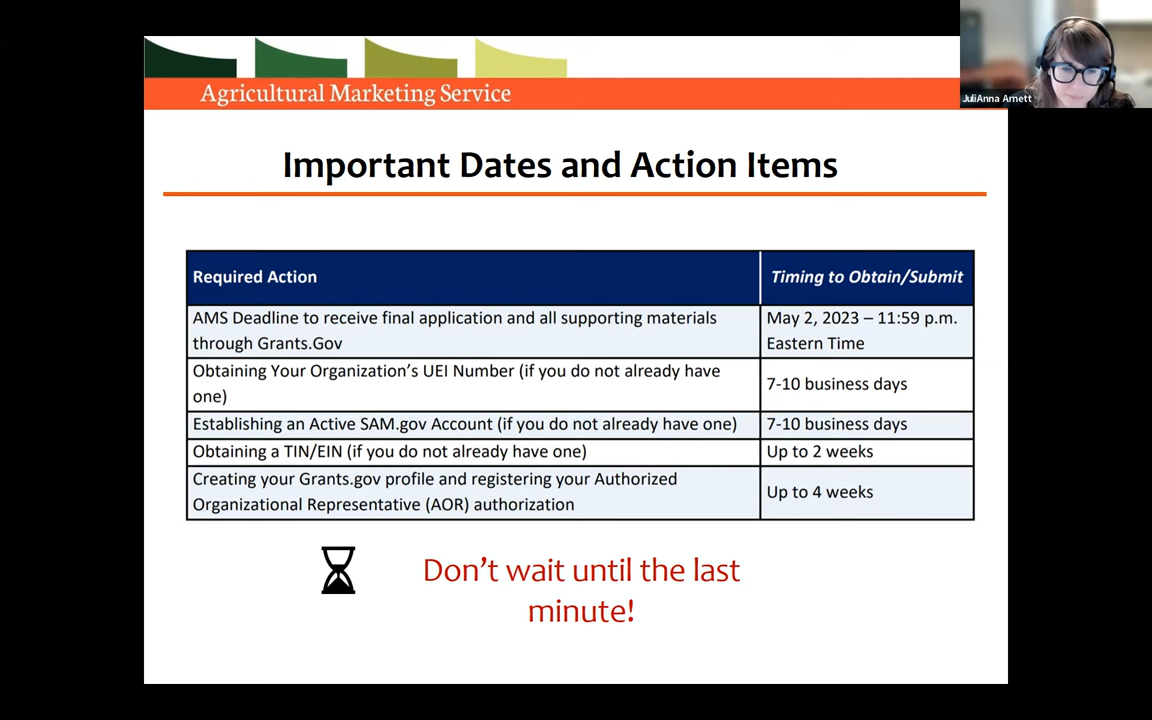 Agricultural Marketing Service
JuliAnna Arnett
Important Dates and Action Items
Required Action
Timing to Obtain/Submit
AMS Deadline to receive final application and all supporting materials
through Grants.Gov
May 2, 2023 – 11:59 p.m.
Eastern Time
Obtaining Your Organization’s UEI Number (if you do not already have
one)
7-10 business days
Establishing an Active SAM.gov Account (if you do not already have one)
7-10 business days
Obtaining a TIN/EIN (if you do not already have one)
Up to 2 weeks
Creating your Grants.gov profile and registering your Authorized
Organizational Representative (AOR) authorization
Up to 4 weeks
Don’t wait until the last
minute!